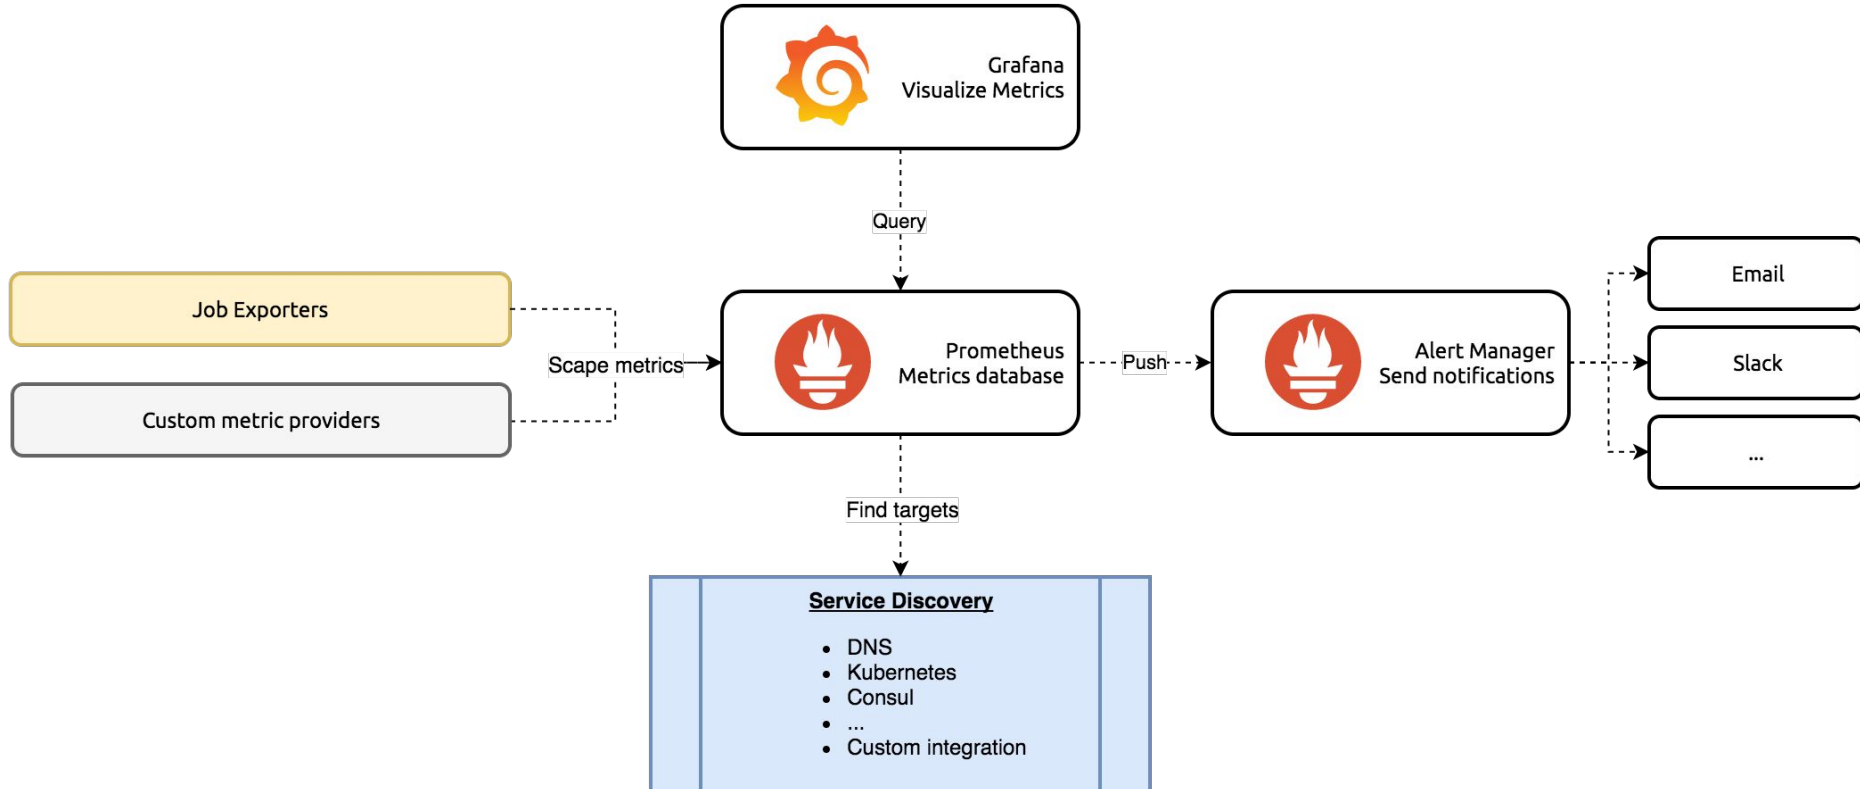 Grafana
Visualize Metrics
Query
Job Exporters
Custom metric providers
Scape metrics
Prometheus
Metrics database
Push
Alert Manager
Send notifications
Email
Slack
...
Find targets
Service Discovery
• DNS
• Kubernetes
• Consul
• ...
• Custom integration